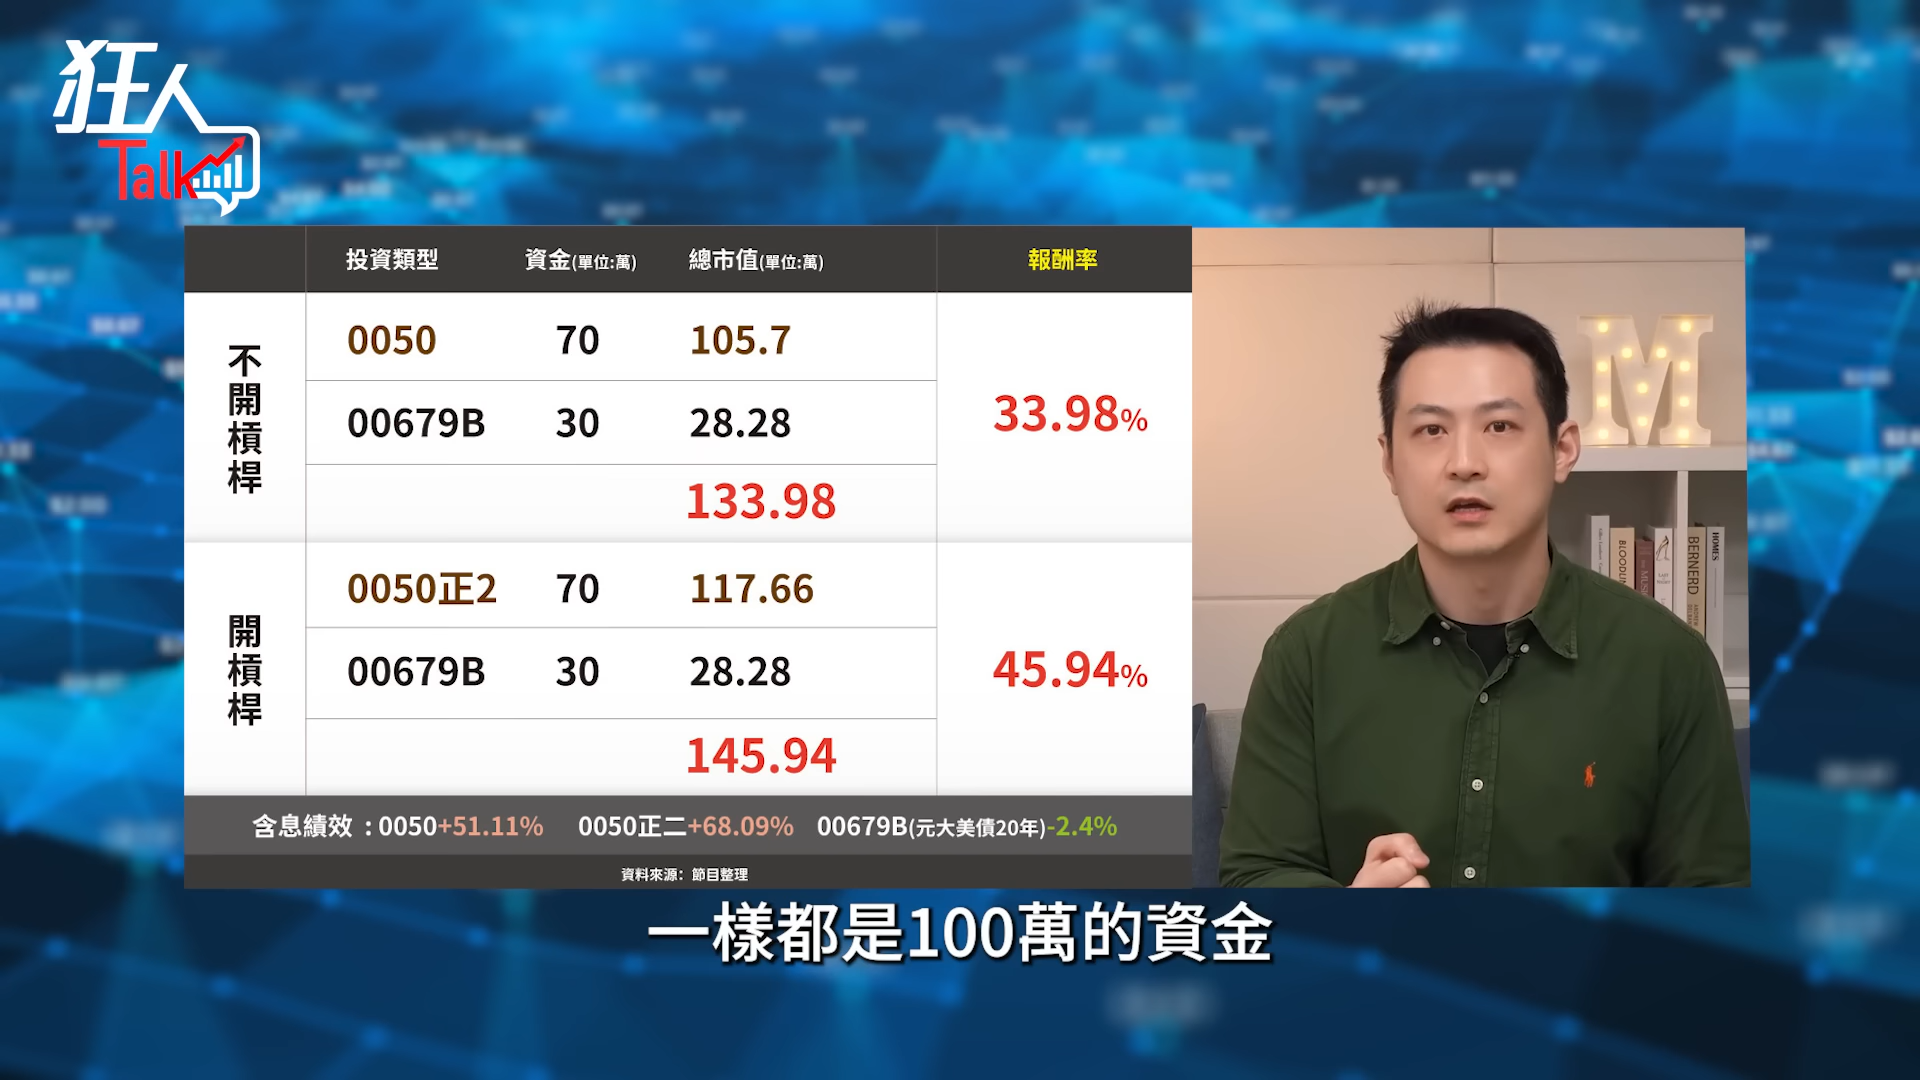 狂人
Talk
投資類型 資金(單位:萬) 總市值(單位:萬) 報酬率
不開槓桿
0050 70 105.7
00679B 30 28.28
133.98
33.98%
開槓桿
0050正2 70 117.66
00679B 30 28.28
145.94
45.94%
含息績效 : 0050+51.11% 0050正二+68.09% 00679B(元大美債20年)-2.4%
資料來源: 節目整理
M
BERNERD
HOMES
一樣都是100萬的資金